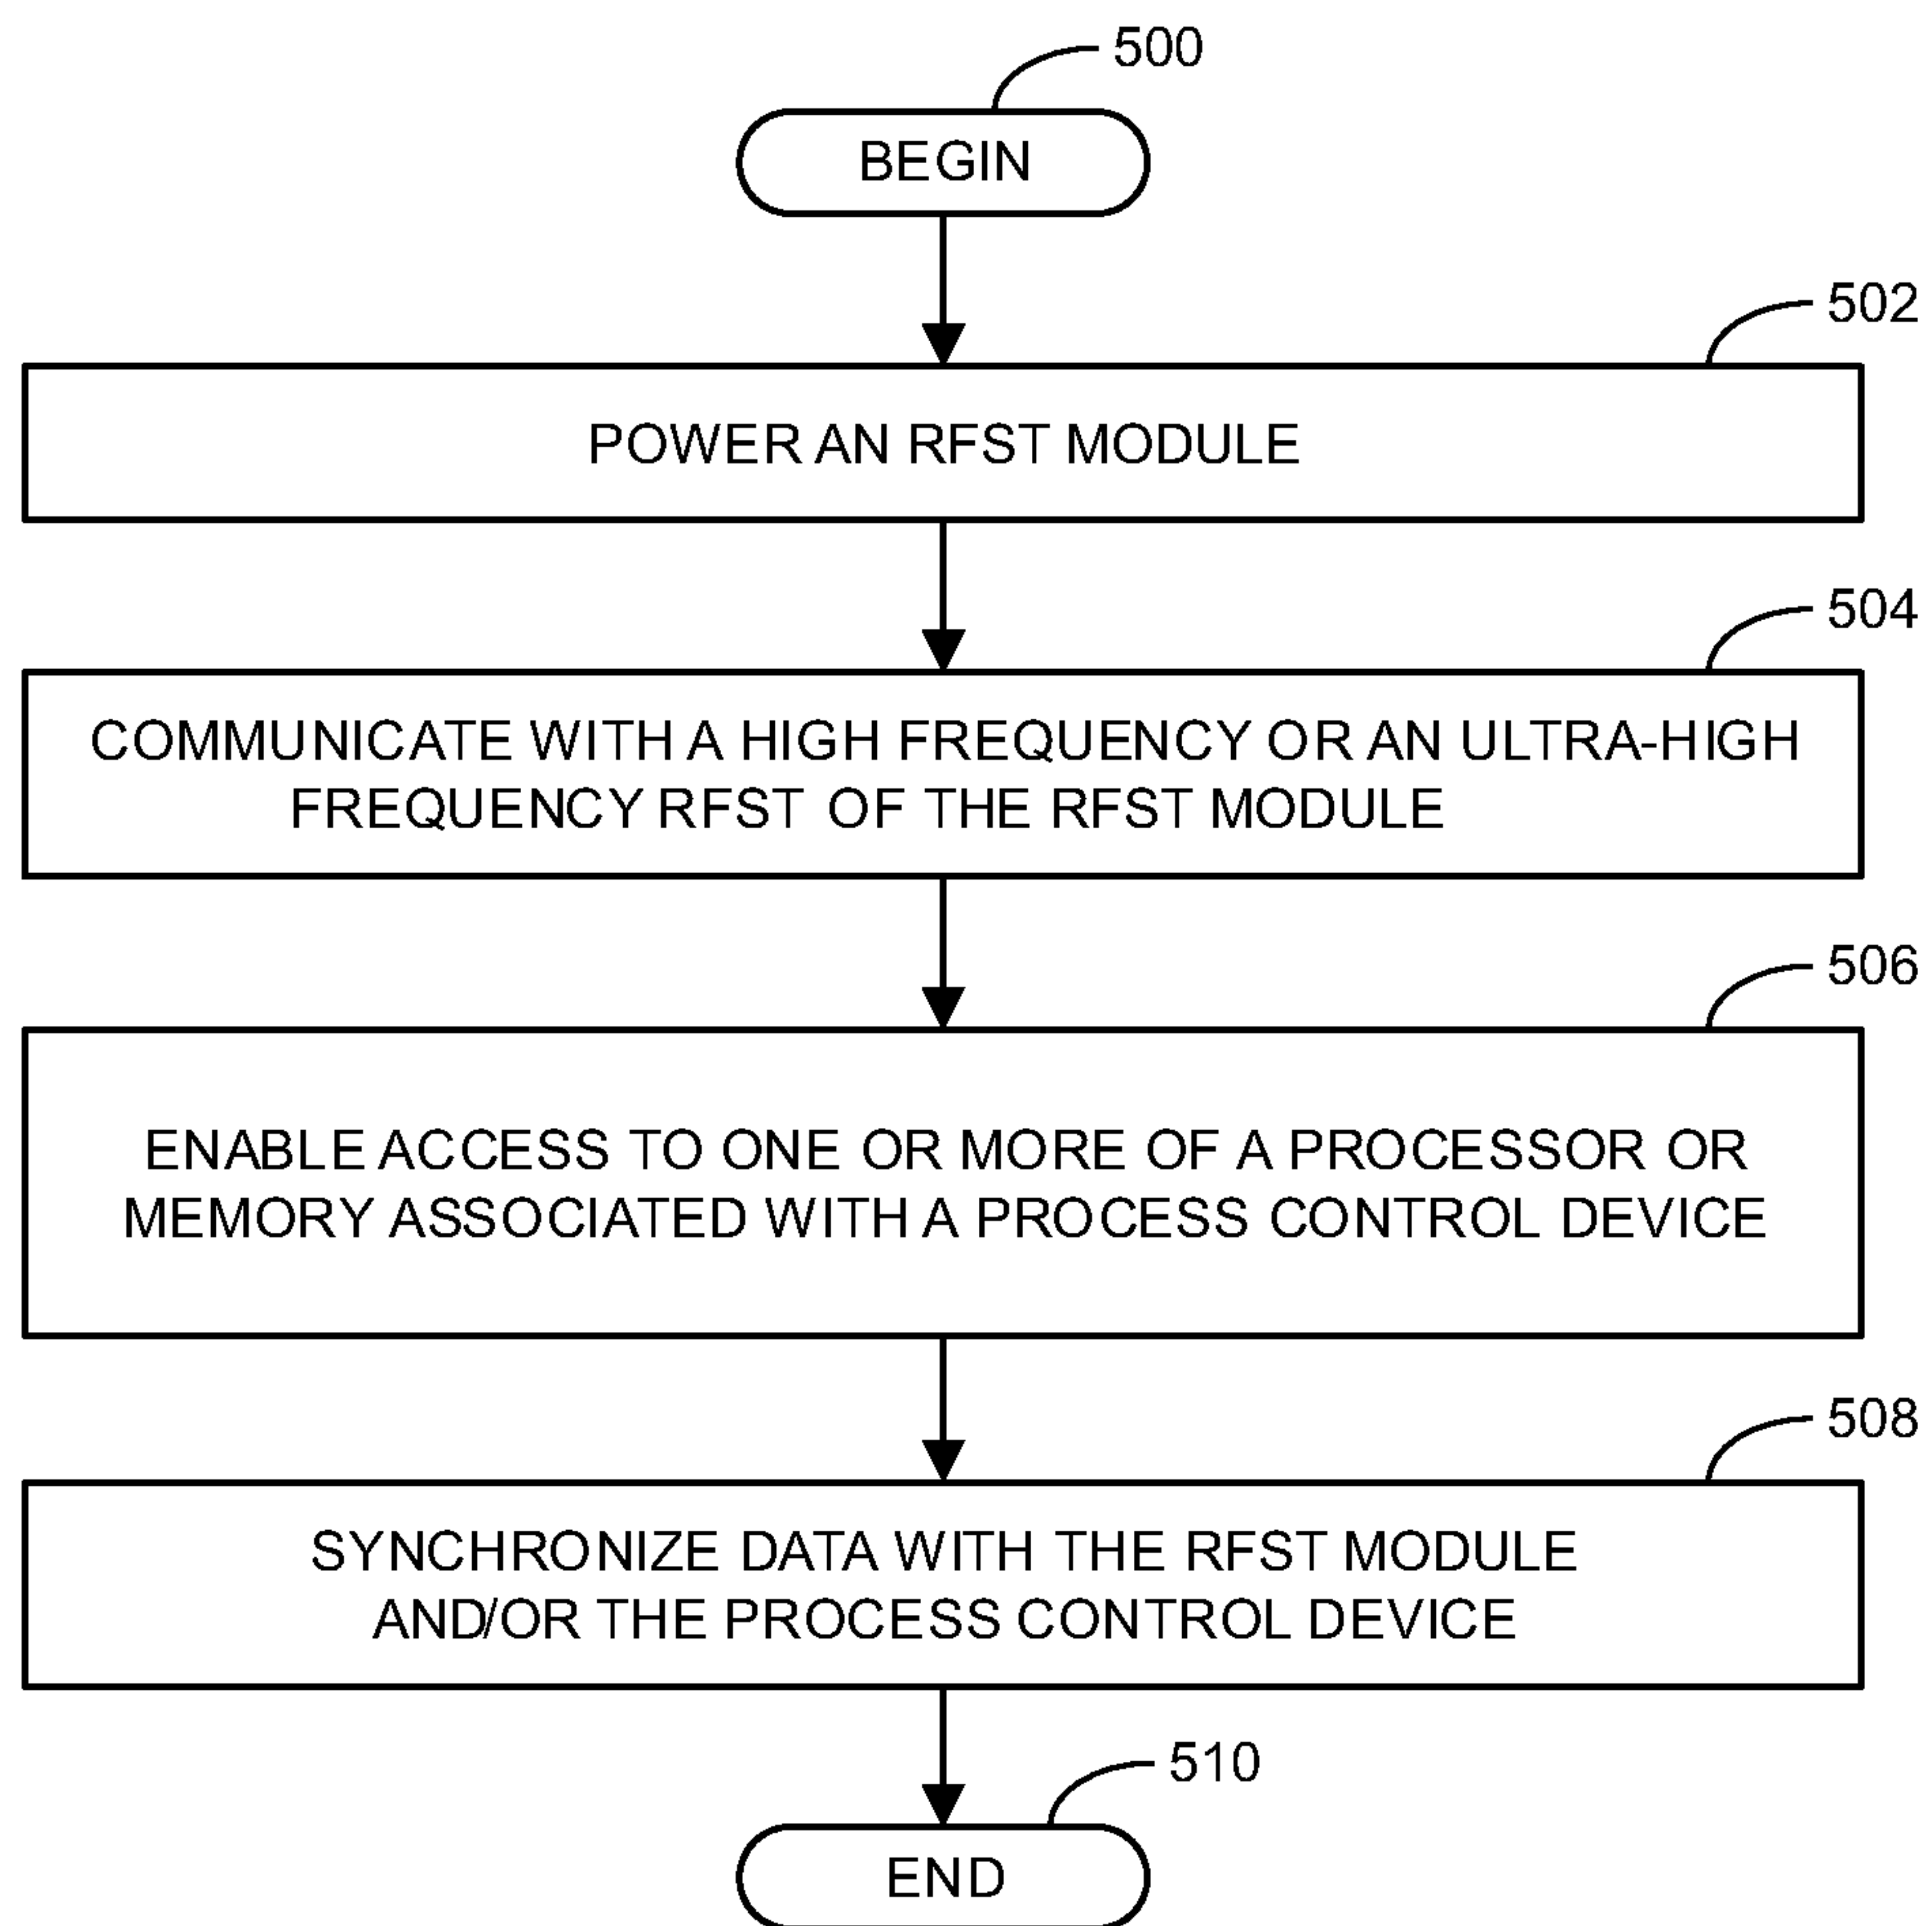 500
BEGIN
502
POWER AN RFST MODULE
504
COMMUNICATE WITH A HIGH FREQUENCY OR AN ULTRA-HIGH
FREQUENCY RFST OF THE RFST MODULE
506
ENABLE ACCESS TO ONE OR MORE OF A PROCESSOR OR
MEMORY ASSOCIATED WITH A PROCESS CONTROL DEVICE
508
SYNCHRONIZE DATA WITH THE RFST MODULE
AND/OR THE PROCESS CONTROL DEVICE
510
END